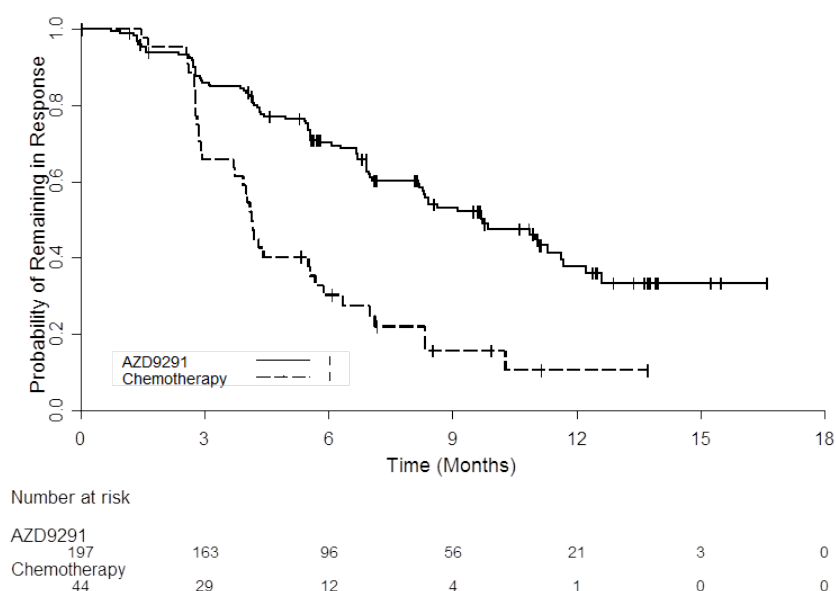 Probability of Remaining in Response
1.0
0.8
0.6
0.4
0.2
0.0
AZD9291
Chemotherapy
0 3 6 9 12 15 18
Time (Months)
Number at risk
AZD9291
197 163 96 56 21 3 0
Chemotherapy
44 29 12 4 1 0 0